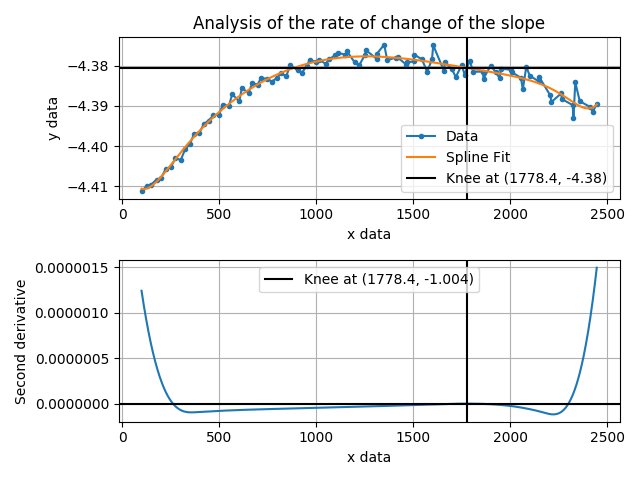 Analysis of the rate of change of the slope
−4.38
−4.39
−4.40
−4.41
y data
Data
Spline Fit
Knee at (1778.4, -4.38)
0 500 1000 1500 2000 2500
x data
Knee at (1778.4, -1.004)
0.0000015
0.0000010
0.0000005
0.0000000
Second derivative
0 500 1000 1500 2000 2500
x data